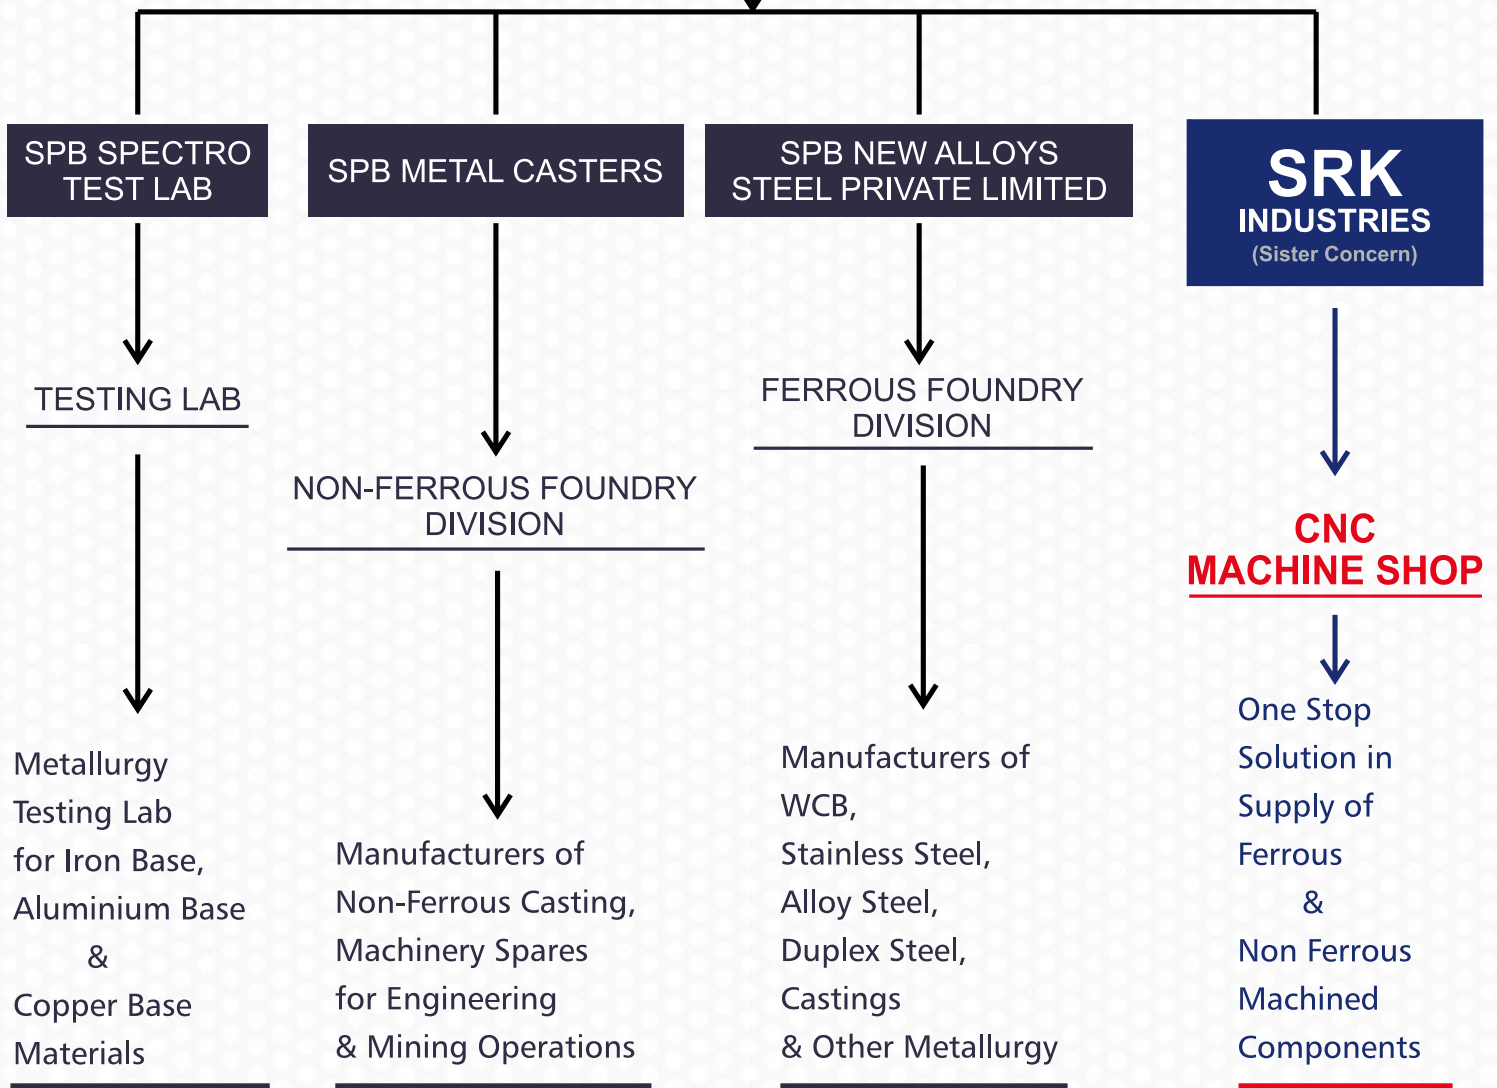 SPB SPECTRO
TEST LAB
SPB METAL CASTERS
SPB NEW ALLOYS
STEEL PRIVATE LIMITED
SRK
INDUSTRIES
(Sister Concern)
TESTING LAB
NON-FERROUS FOUNDRY
DIVISION
FERROUS FOUNDRY
DIVISION
CNC
MACHINE SHOP
Metallurgy
Testing Lab
for Iron Base,
Aluminium Base
&
Copper Base
Materials
Manufacturers of
Non-Ferrous Casting,
Machinery Spares
for Engineering
& Mining Operations
Manufacturers of
WCB,
Stainless Steel,
Alloy Steel,
Duplex Steel,
Castings
& Other Metallurgy
One Stop
Solution in
Supply of
Ferrous
&
Non Ferrous
Machined
Components